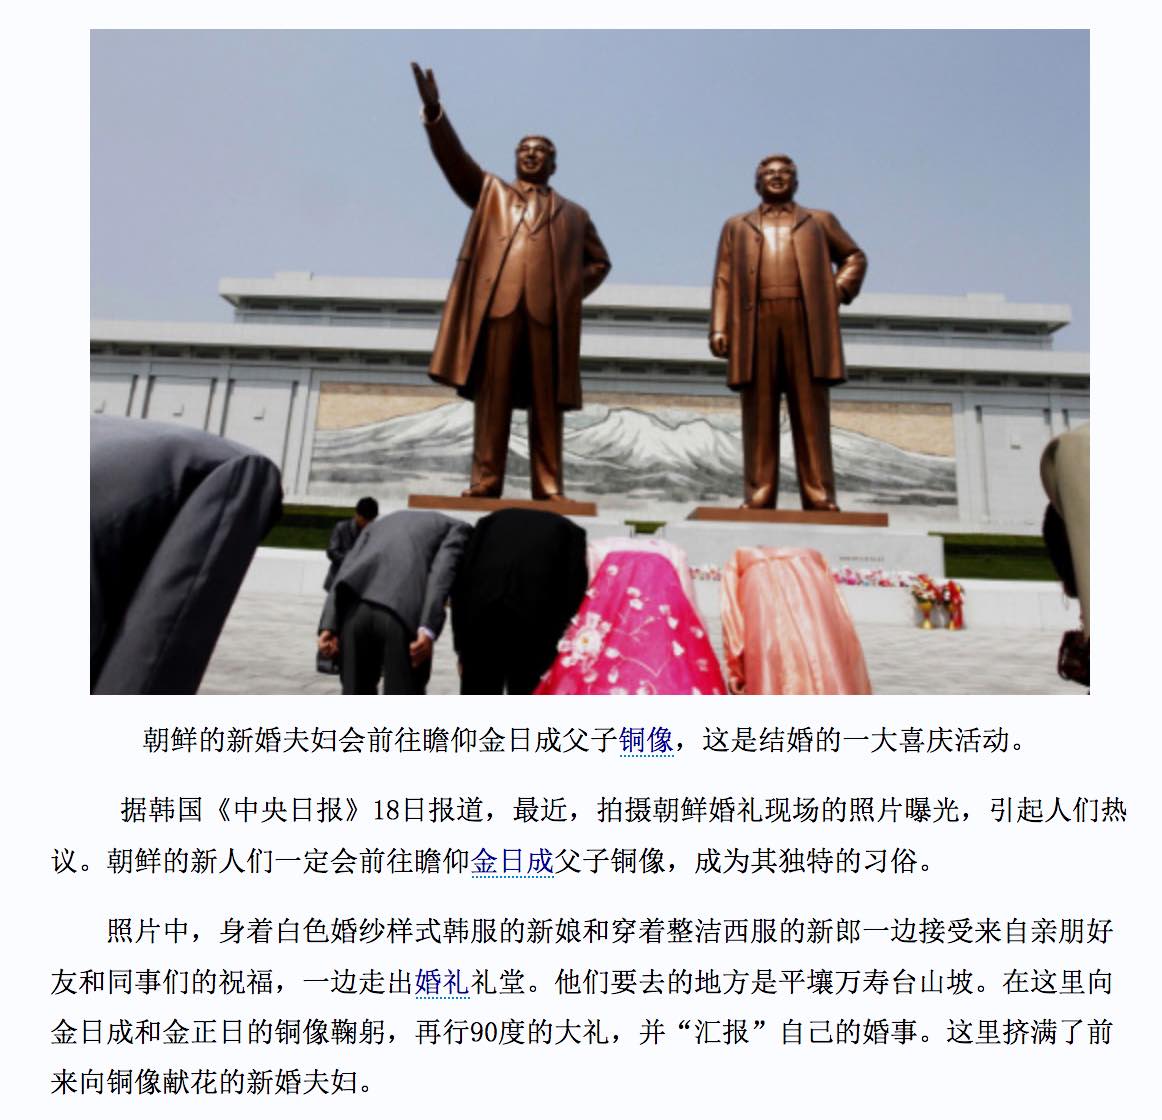 朝鲜的新婚夫妇会前往瞻仰金日成父子铜像，这是结婚的一大喜庆活动。
据韩国《中央日报》18日报道，最近，拍摄朝鲜婚礼现场的照片曝光，引起人们热
议。朝鲜的新人们一定会前往瞻仰金日成父子铜像，成为其独特的习俗。
照片中，身着白色婚纱样式韩服的新娘和穿着整洁西服的新郎一边接受来自亲朋好
友和同事们的祝福，一边走出婚礼礼堂。他们要去的地方是平壤万寿台山坡。在这里向
金日成和金正日的铜像鞠躬，再行90度的大礼，并“汇报”自己的婚事。这里挤满了前
来向铜像献花的新婚夫妇。